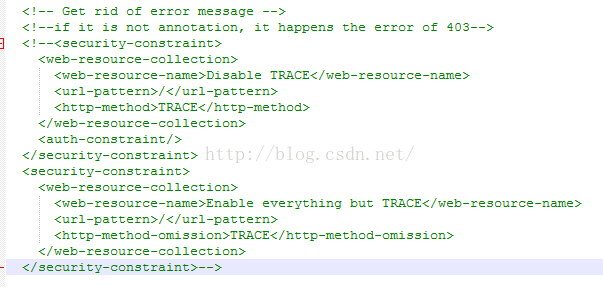 <!-- Get rid of error message -->
<!--if it is not annotation, it happens the error of 403-->
<!--<security-constraint>
<web-resource-collection>
<web-resource-name>Disable TRACE</web-resource-name>
<url-pattern>/</url-pattern>
<http-method>TRACE</http-method>
</web-resource-collection>
<auth-constraint/>
</security-constraint> http://blog.csdn.net/
<security-constraint>
<web-resource-collection>
<web-resource-name>Enable everything but TRACE</web-resource-name>
<url-pattern>/</url-pattern>
<http-method-omission>TRACE</http-method-omission>
</web-resource-collection>
</security-constraint>-->